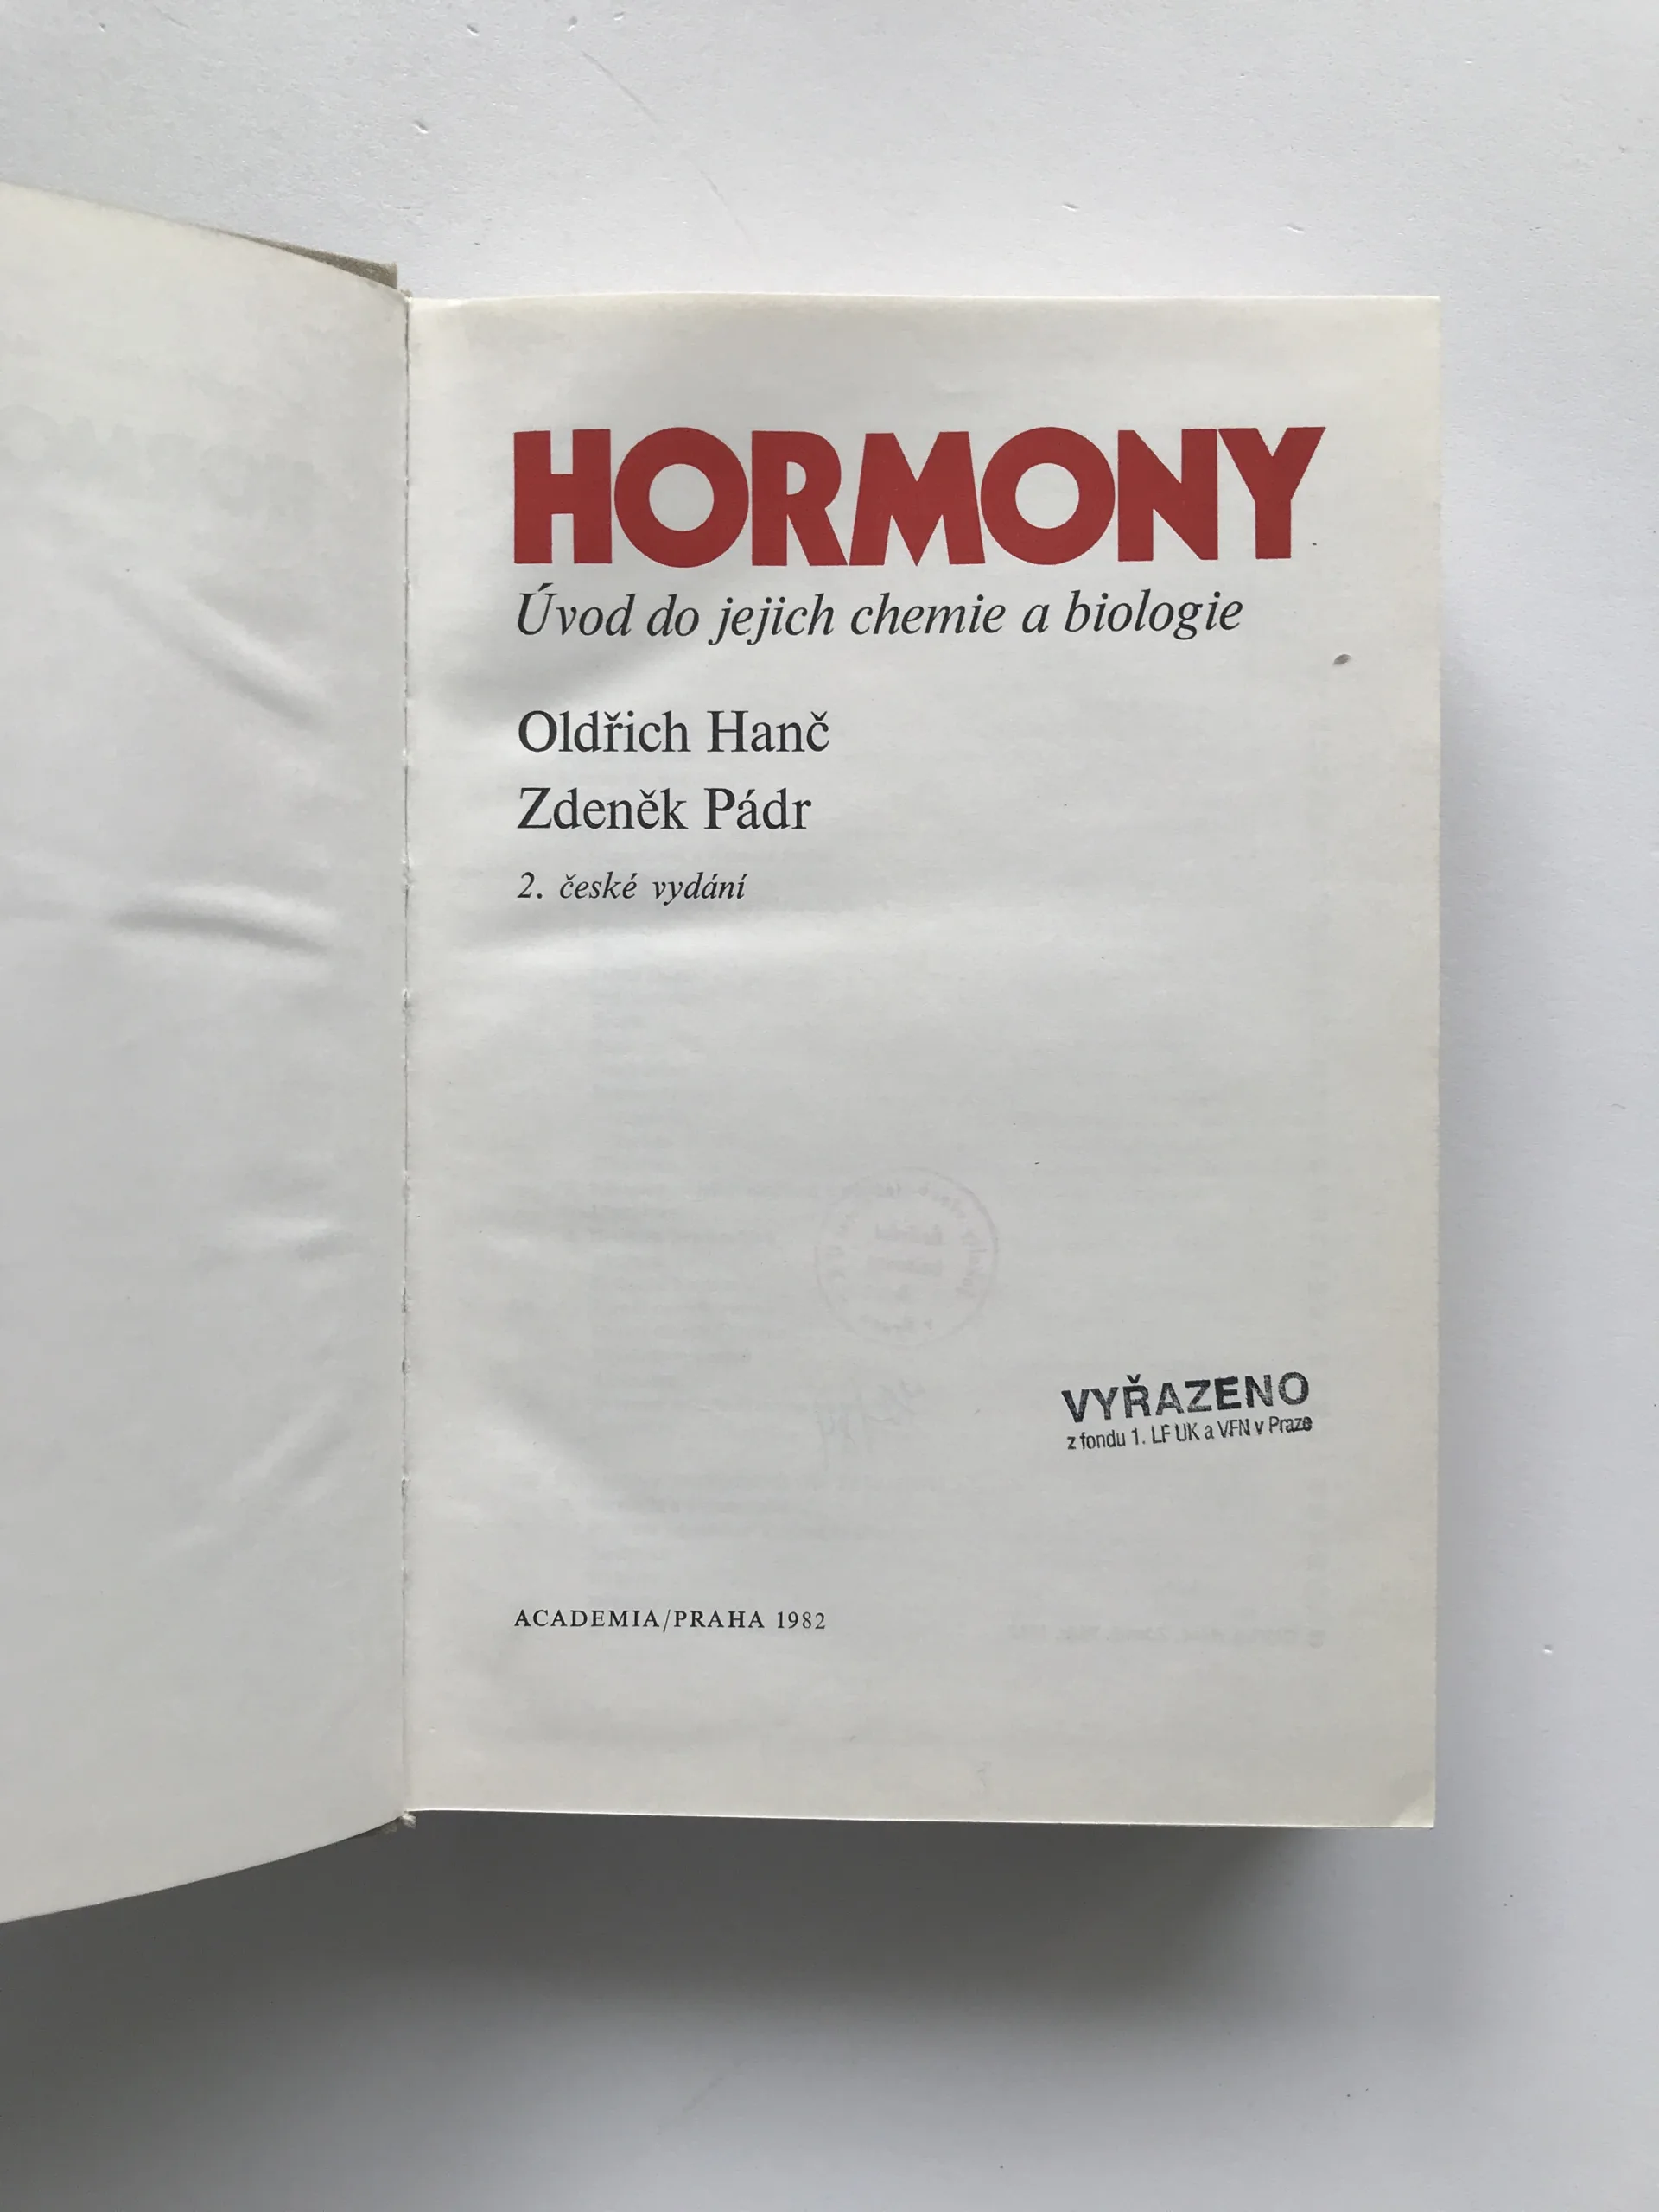 HORMONY
Úvod do jejich chemie a biologie
Oldřich Hanč
Zdeněk Pádr
2. české vydání
VYŘAZENO
z fondu 1. LF UK a VFN v Praze
ACADEMIA/PRAHA 1982